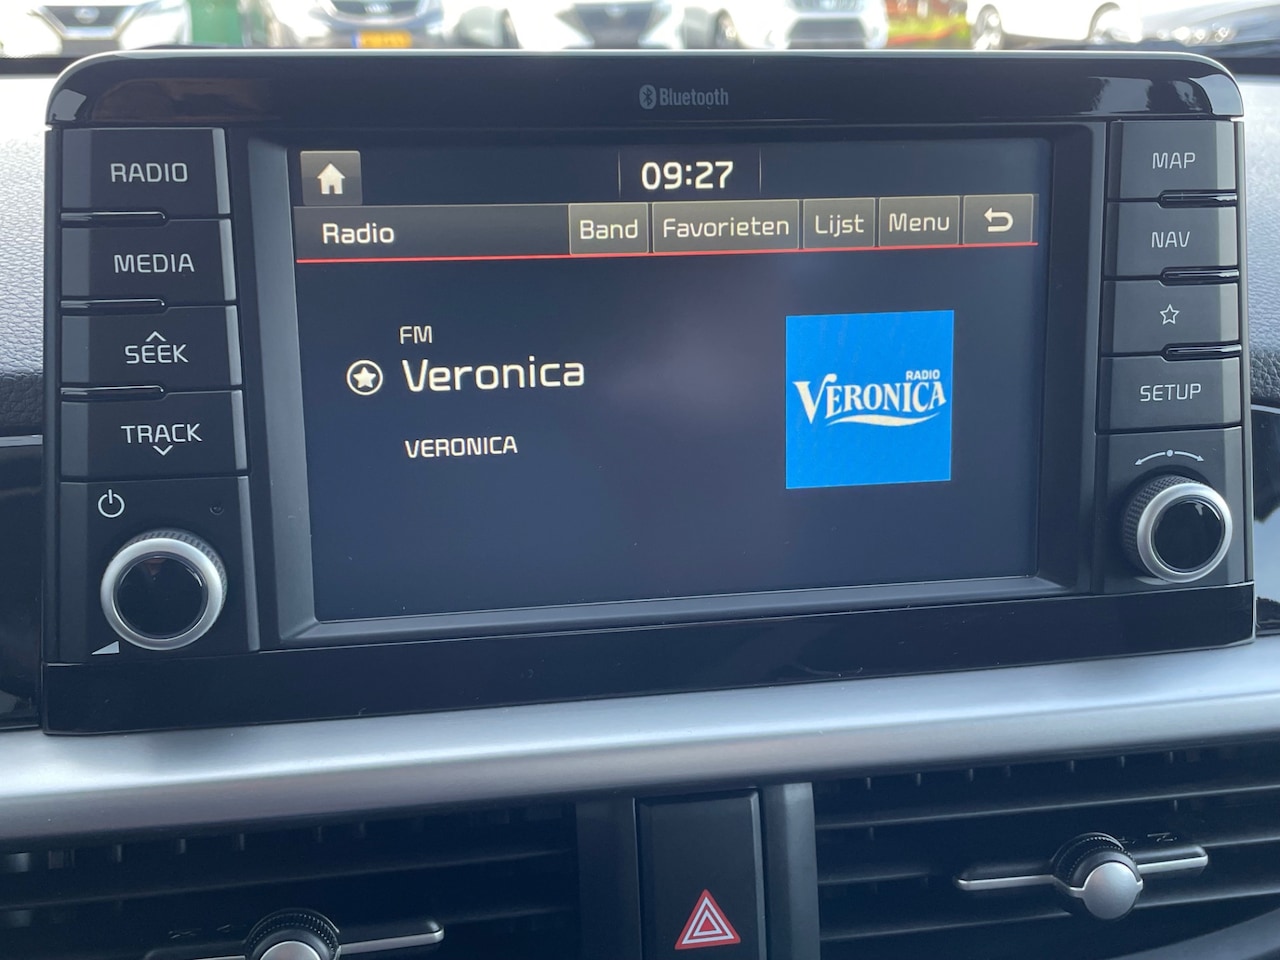 Bluetooth
RADIO
MEDIA
SEEK
TRACK
09:27
Radio
Band
Favorieten
Lijst
Menu
FM
Veronica
VERONICA
RADIO
VERONICA
MAP
NAV
SETUP